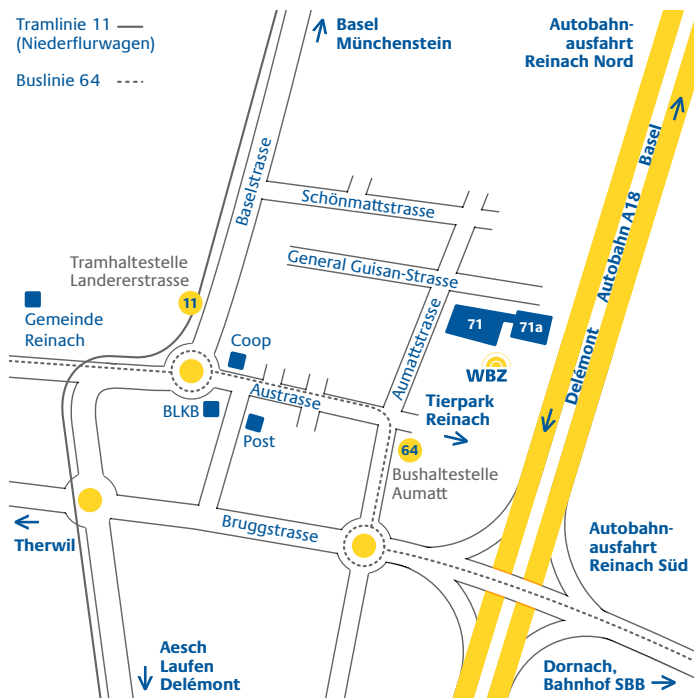 Tramlinie 11
(Niederflurwagen)
Buslinie 64
Basel
Münchenstein
Autobahn-
ausfahrt
Reinach Nord
Basel
Autobahn A18
Delémont
Baselstrasse
Schönmattstrasse
General Guisan-Strasse
Tramhaltestelle
Landererstrasse
11
Gemeinde
Reinach
Coop
Aumattstrasse
71
71a
WBZ
Austrasse
BLKB
Post
Tierpark
Reinach
64
Bushaltestelle
Aumatt
Bruggstrasse
Therwil
Autobahn-
ausfahrt
Reinach Süd
Aesch
Laufen
Delémont
Dornach,
Bahnhof SBB